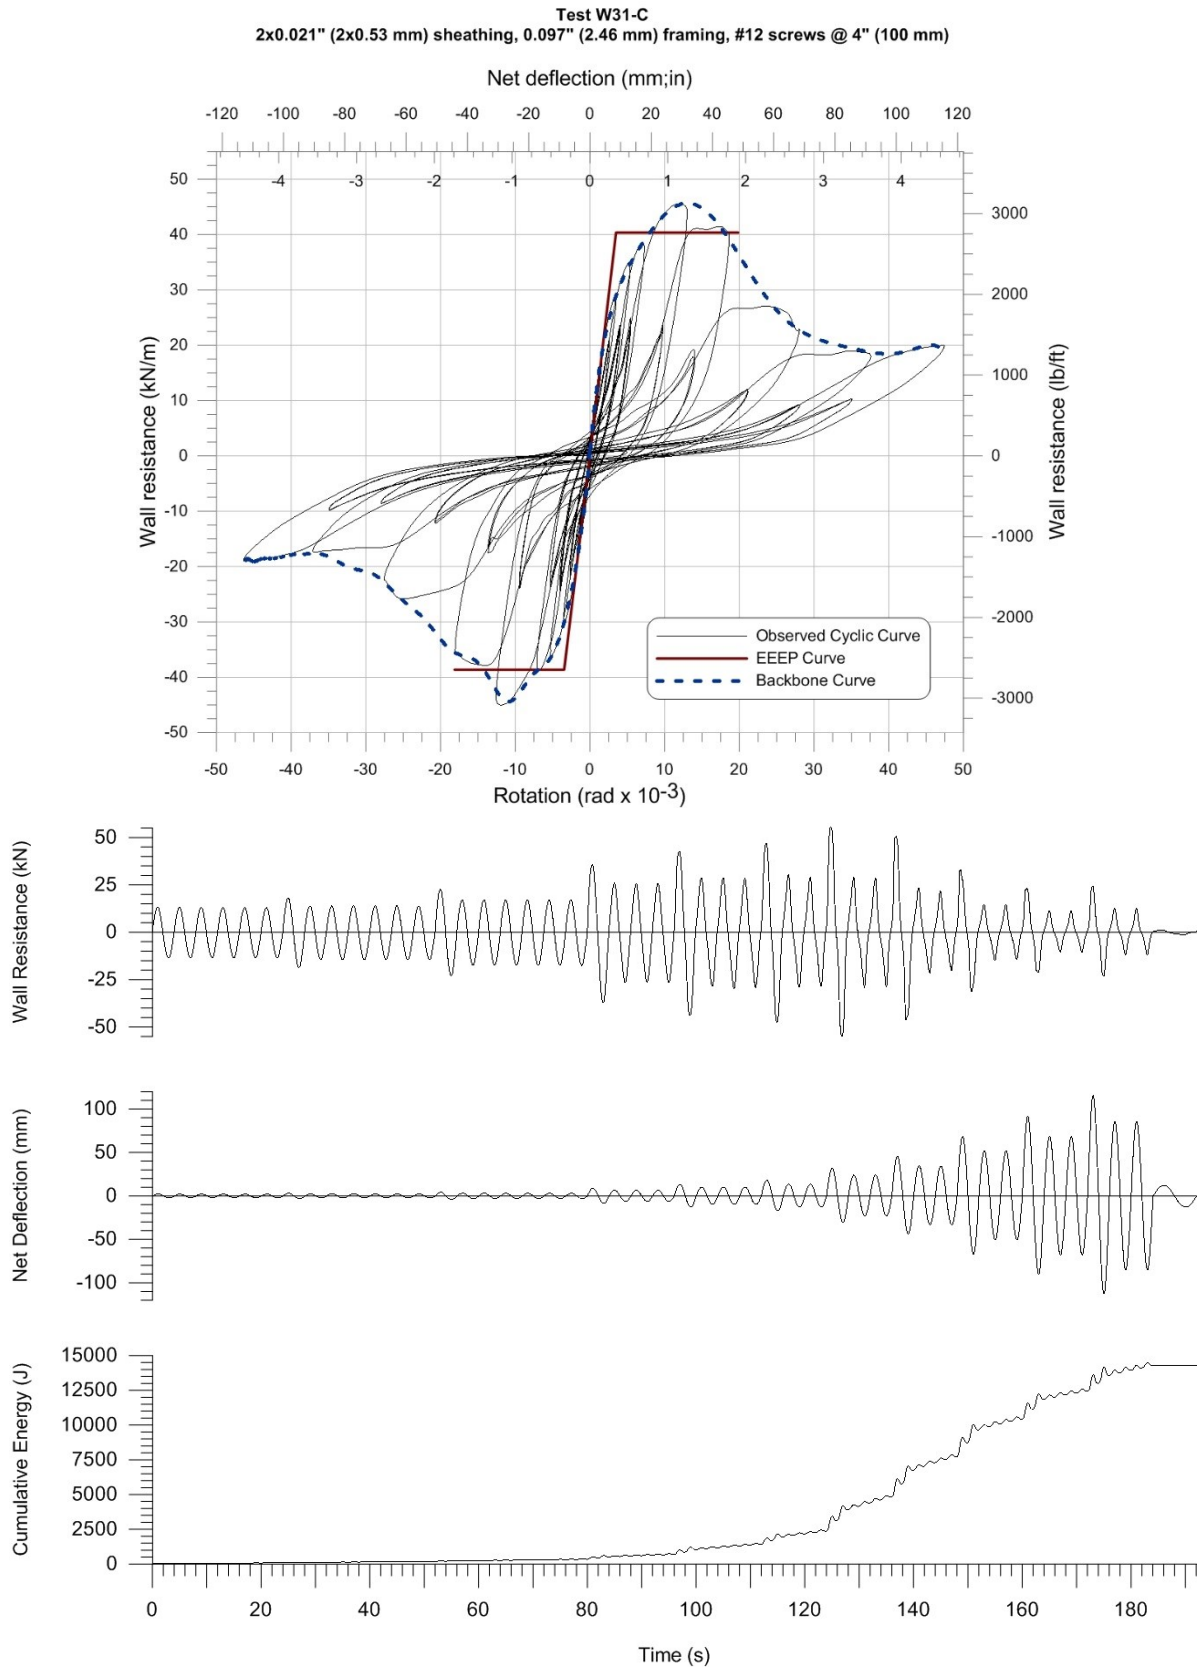 Test W31-C
2x0.021" (2x0.53 mm) sheathing, 0.097" (2.46 mm) framing, #12 screws @ 4" (100 mm)
Net deflection (mm;in)
-120 -100 -80 -60 -40 -20 0 20 40 60 80 100 120
-4 -3 -2 -1 0 1 2 3 4
Wall resistance (kN/m)
50
40
30
20
10
0
-10
-20
-30
-40
-50
3000
2000
1000
0
-1000
-2000
-3000
Wall resistance (lb/ft)
Observed Cyclic Curve
EEEP Curve
Backbone Curve
-50 -40 -30 -20 -10 0 10 20 30 40 50
Rotation (rad x 10-3)
Wall Resistance (kN)
50
25
0
-25
-50
Net Deflection (mm)
100
50
0
-50
-100
Cumulative Energy (J)
15000
12500
10000
7500
5000
2500
0
0 20 40 60 80 100 120 140 160 180
Time (s)